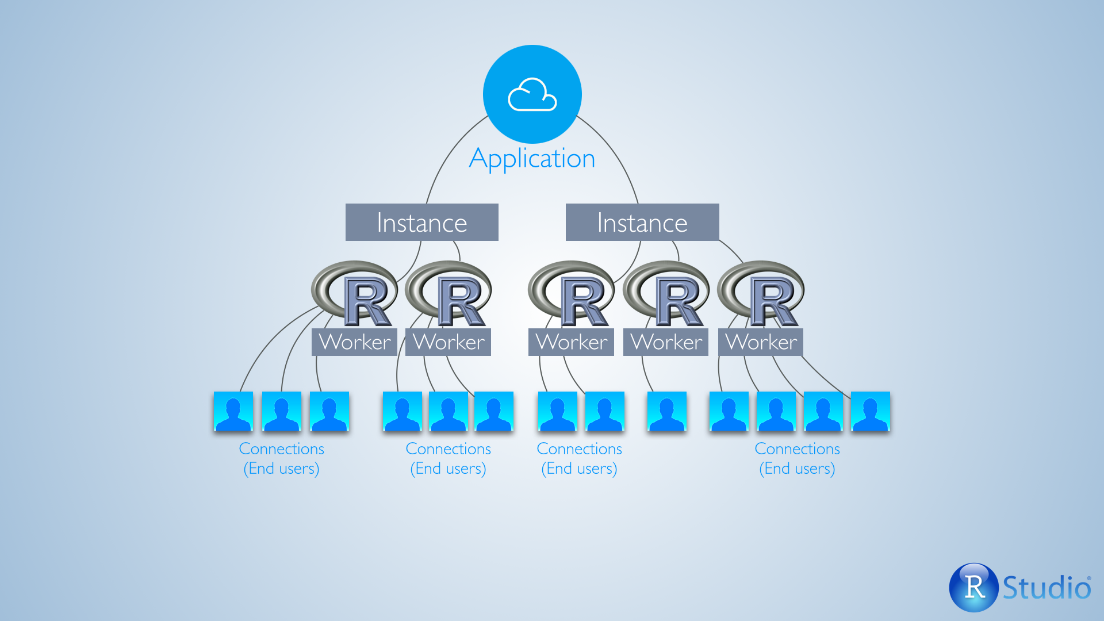 Application
Instance Instance
R R R R R
Worker Worker Worker Worker Worker
Connections Connections Connections Connections
(End users) (End users) (End users) (End users)
R Studio®